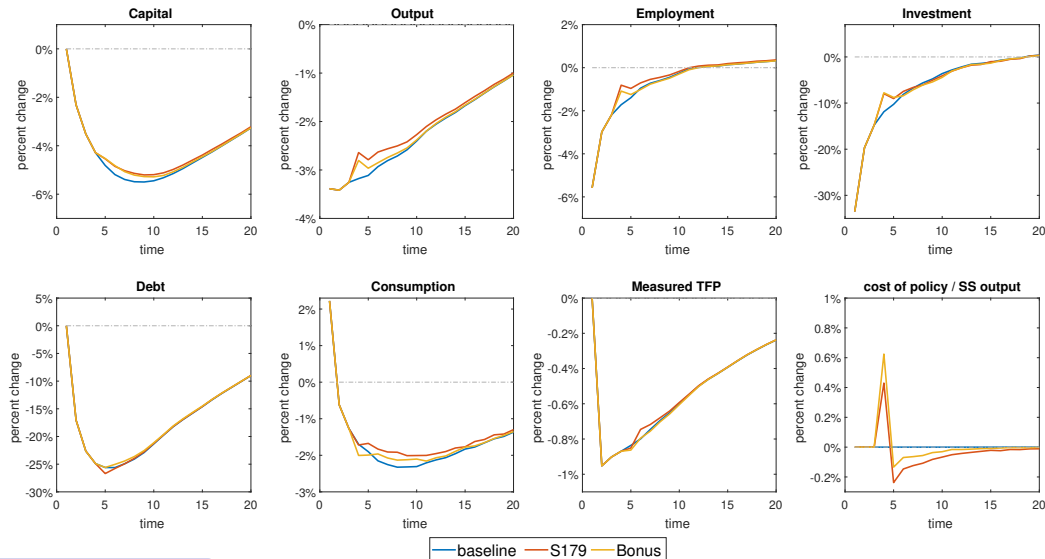 Capital
0%
-2%
-4%
-6%
percent change
0 5 10 15 20
time
Output
0%
-1%
-2%
-3%
-4%
percent change
0 5 10 15 20
time
Employment
2%
0%
-2%
-4%
-6%
percent change
0 5 10 15 20
time
Investment
0%
-10%
-20%
-30%
percent change
0 5 10 15 20
time
Debt
5%
0%
-5%
-10%
-15%
-20%
-25%
-30%
percent change
0 5 10 15 20
time
Consumption
2%
0%
-1%
-2%
-3%
percent change
0 5 10 15 20
time
Measured TFP
0%
-0.2%
-0.4%
-0.6%
-0.8%
-1%
percent change
0 5 10 15 20
time
cost of policy / SS output
1%
0.8%
0.6%
0.4%
0.2%
0%
-0.2%
percent change
0 5 10 15 20
time
baseline S179 Bonus